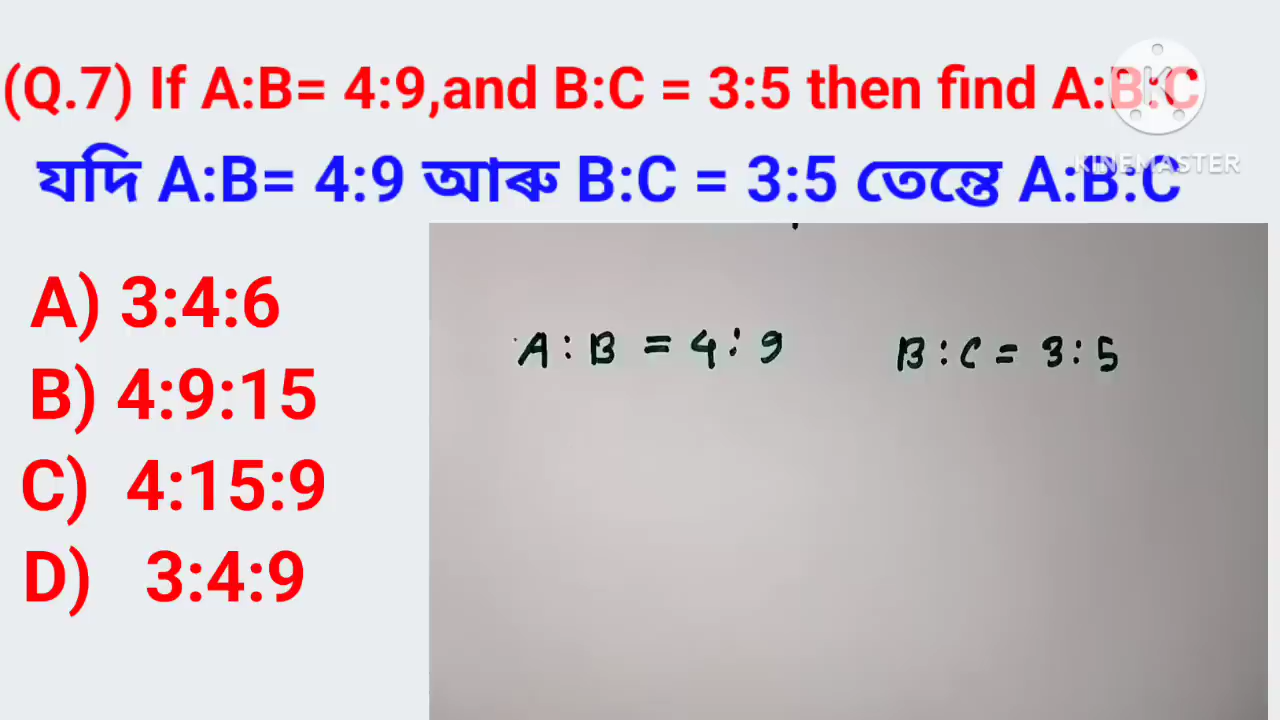 (Q.7) If A:B= 4:9,and B:C = 3:5 then find A:B:C
KINEMASTER
যদি A:B= 4:9 আৰু B:C = 3:5 তেন্তে A:B:C
A) 3:4:6
B) 4:9:15
C) 4:15:9
D) 3:4:9
A:B = 4:9 B:C = 3:5